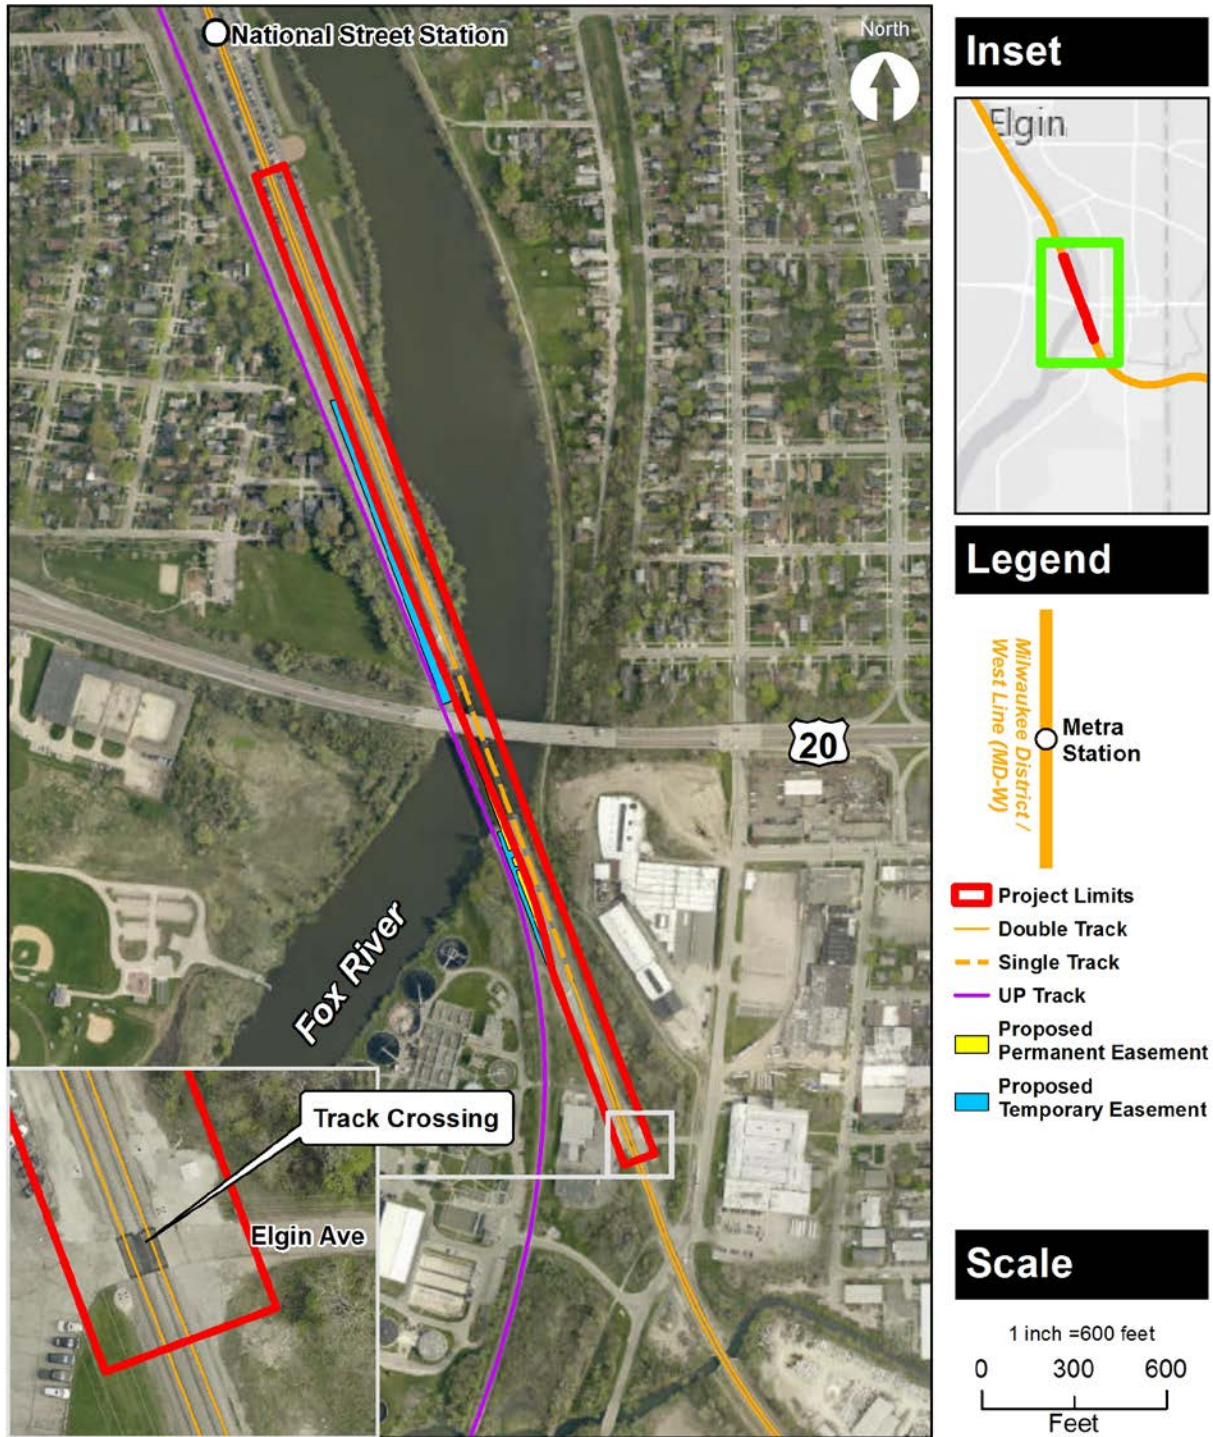 National Street Station
North
20
Fox River
Track Crossing
Elgin Ave
Inset
Elgin
Legend
Milwaukee District /
West Line (MD-W)
Metra
Station
Project Limits
Double Track
Single Track
UP Track
Proposed
Permanent Easement
Proposed
Temporary Easement
Scale
1 inch =600 feet
0 300 600
Feet